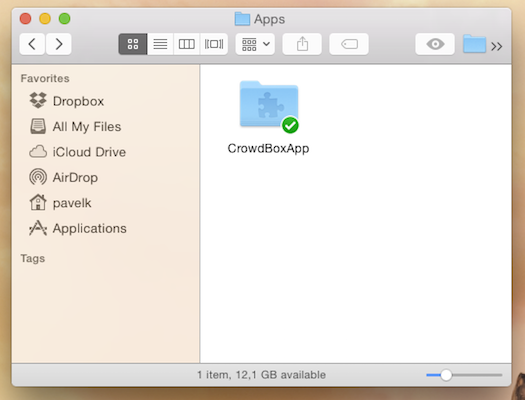 Apps
Favorites
Dropbox
All My Files
iCloud Drive
AirDrop
pavelk
Applications
Tags
CrowdBoxApp
1 item, 12,1 GB available